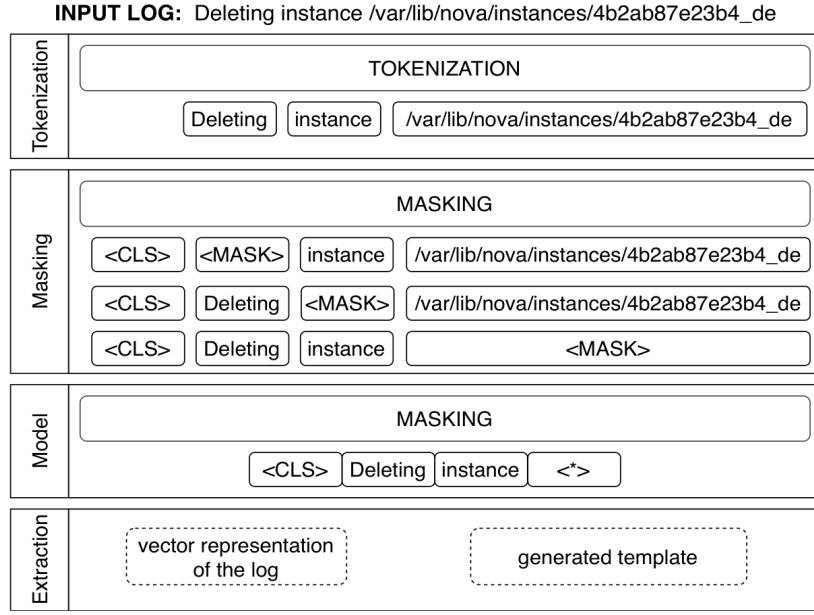 INPUT LOG: Deleting instance /var/lib/nova/instances/4b2ab87e23b4_de
Tokenization
TOKENIZATION
Deleting instance /var/lib/nova/instances/4b2ab87e23b4_de
Masking
MASKING
<CLS> <MASK> instance /var/lib/nova/instances/4b2ab87e23b4_de
<CLS> Deleting <MASK> /var/lib/nova/instances/4b2ab87e23b4_de
<CLS> Deleting instance <MASK>
Model
MASKING
<CLS> Deleting instance <*>
Extraction
vector representation
of the log
generated template